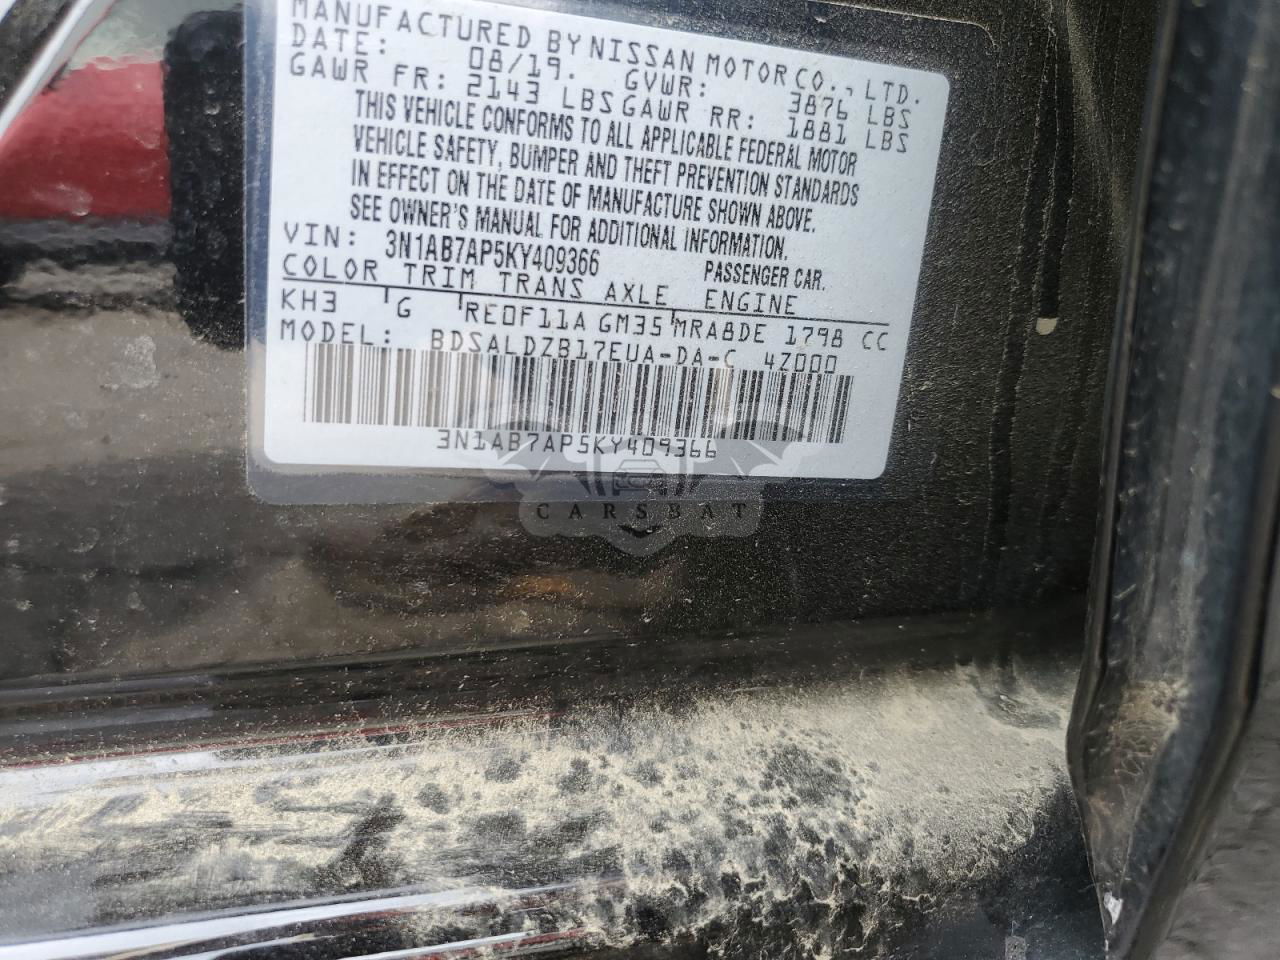 MANUFACTURED BY NISSAN MOTOR CO., LTD.
DATE: 08/19. GVWR: 3876 LBS
GAWR FR: 2143 LBS GAWR RR: 1881 LBS
THIS VEHICLE CONFORMS TO ALL APPLICABLE FEDERAL MOTOR
VEHICLE SAFETY, BUMPER AND THEFT PREVENTION STANDARDS
IN EFFECT ON THE DATE OF MANUFACTURE SHOWN ABOVE.
SEE OWNER'S MANUAL FOR ADDITIONAL INFORMATION.
VIN: 3N1AB7AP5KY409366 PASSENGER CAR.
COLOR TRIM TRANS AXLE ENGINE
KH3 G RE0F11A GM35 MRA8DE 1798 CC
MODEL: BDSALDZB17EUA-DA-C 4Z000
3N1AB7AP5KY409366
CARSBAT